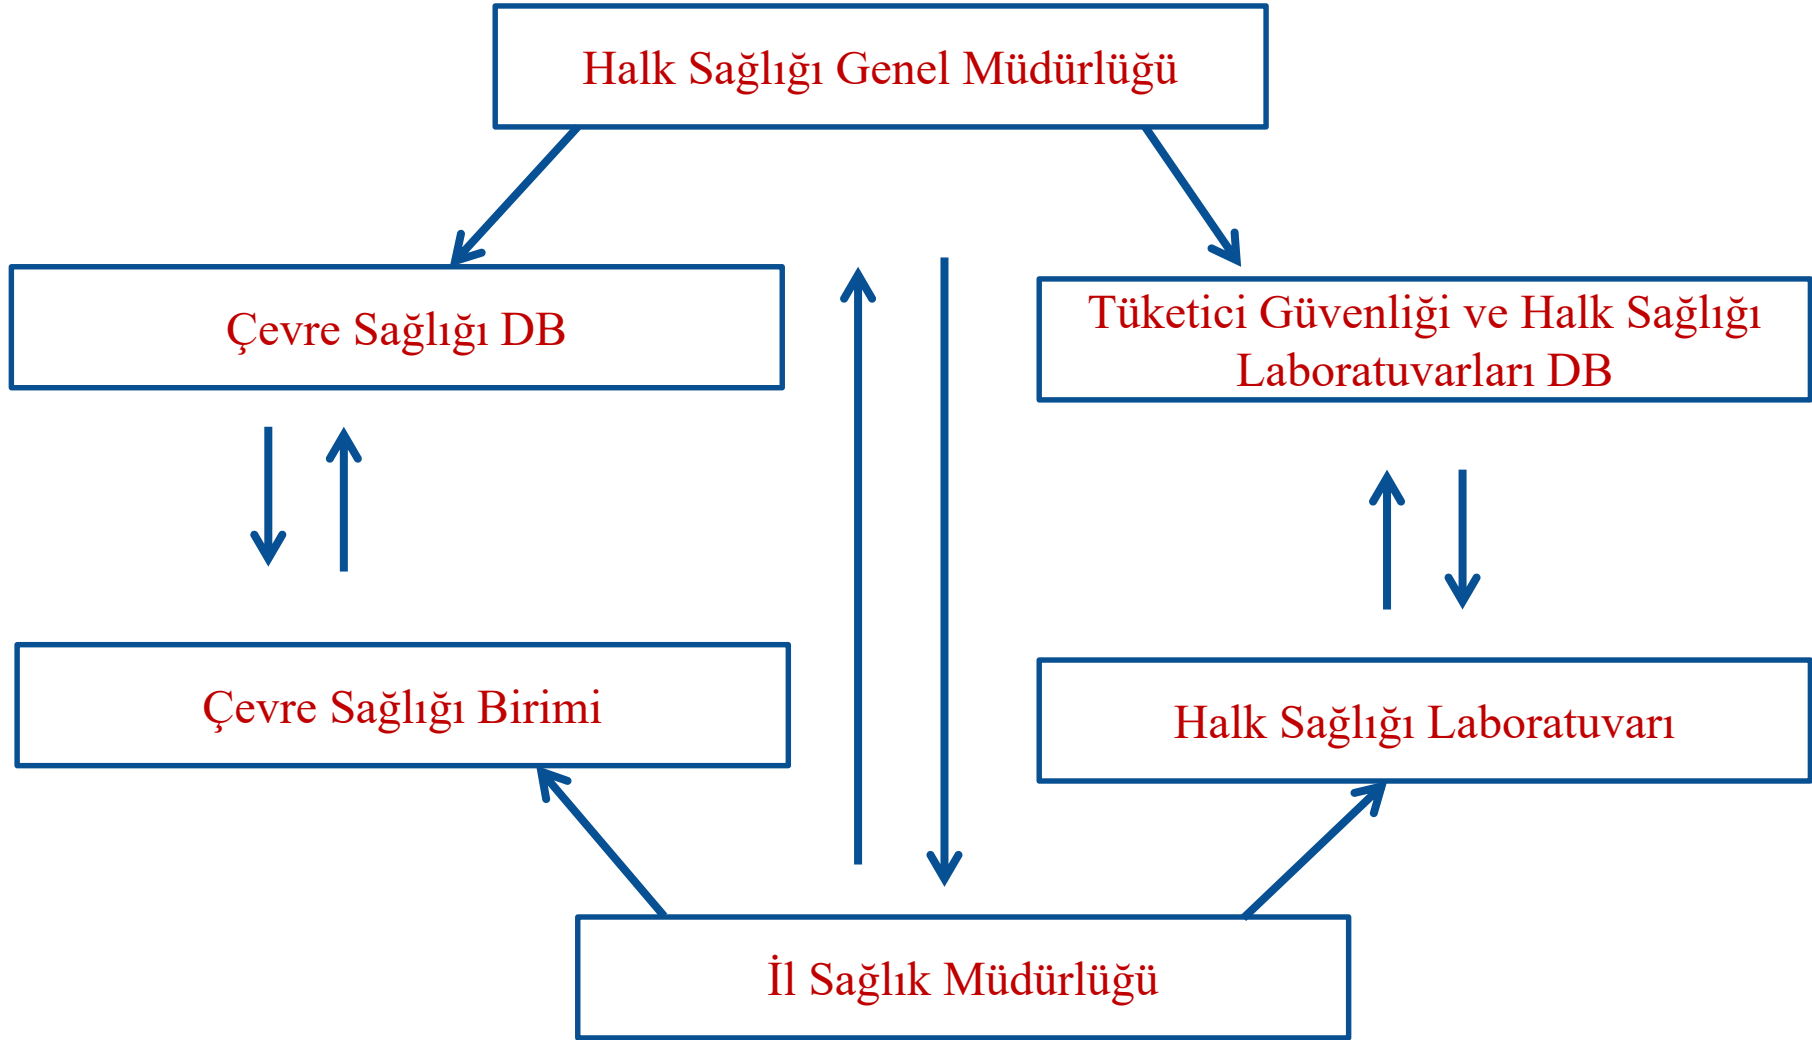 Halk Sağlığı Genel Müdürlüğü
Çevre Sağlığı DB
Tüketici Güvenliği ve Halk Sağlığı
Laboratuvarları DB
Çevre Sağlığı Birimi
Halk Sağlığı Laboratuvarı
İl Sağlık Müdürlüğü